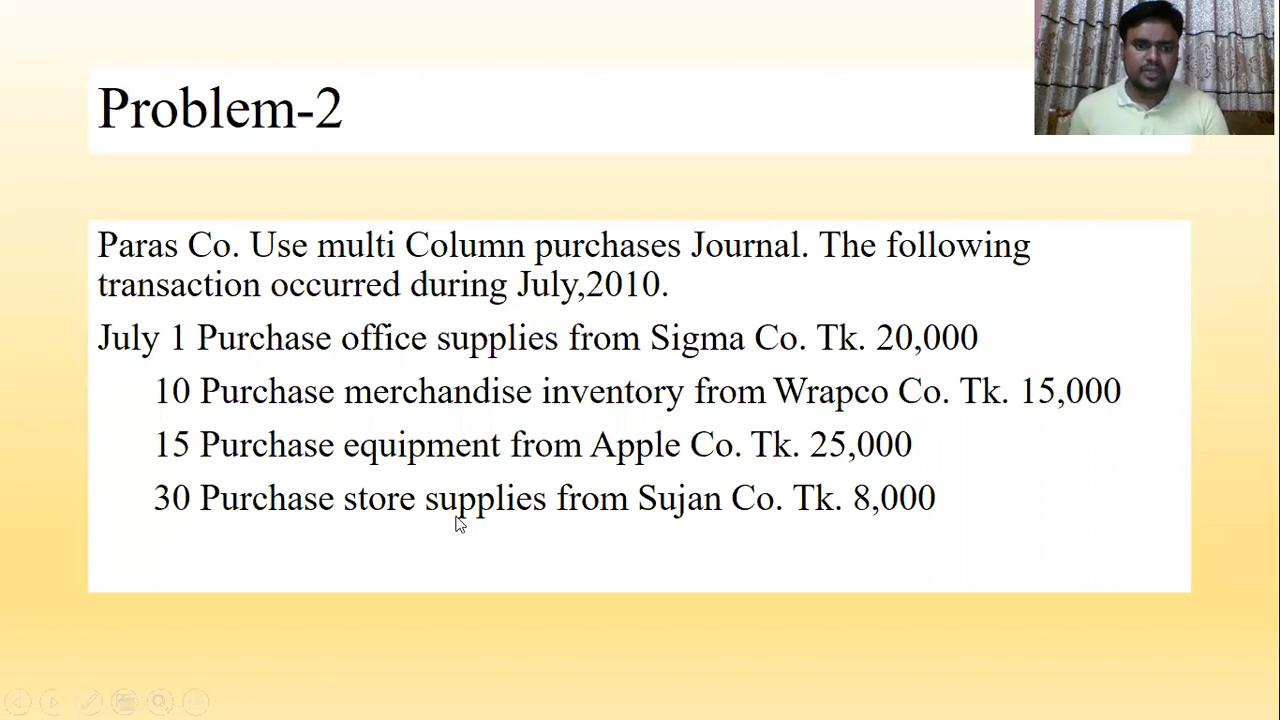 Problem-2
Paras Co. Use multi Column purchases Journal. The following
transaction occurred during July,2010.
July 1 Purchase office supplies from Sigma Co. Tk. 20,000
10 Purchase merchandise inventory from Wrapco Co. Tk. 15,000
15 Purchase equipment from Apple Co. Tk. 25,000
30 Purchase store supplies from Sujan Co. Tk. 8,000